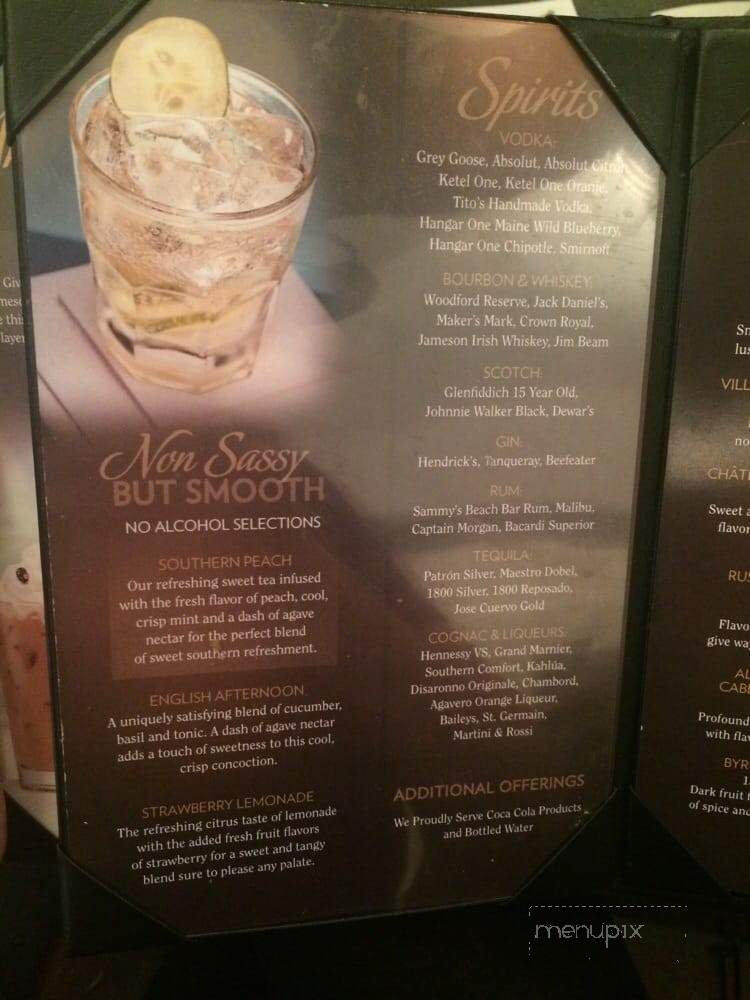 Non Sassy
BUT SMOOTH
NO ALCOHOL SELECTIONS
SOUTHERN PEACH
Our refreshing sweet tea infused
with the fresh flavor of peach, cool,
crisp mint and a dash of agave
nectar for the perfect blend
of sweet southern refreshment.
ENGLISH AFTERNOON
A uniquely satisfying blend of cucumber,
basil and tonic. A dash of agave nectar
adds a touch of sweetness to this cool,
crisp concoction.
STRAWBERRY LEMONADE
The refreshing citrus taste of lemonade
with the added fresh fruit flavors
of strawberry for a sweet and tangy
blend sure to please any palate.
Spirits
VODKA:
Grey Goose, Absolut, Absolut Citron,
Ketel One, Ketel One Oranje,
Tito's Handmade Vodka,
Hangar One Maine Wild Blueberry,
Hangar One Chipotle, Smirnoff
BOURBON & WHISKEY:
Woodford Reserve, Jack Daniel's,
Maker's Mark, Crown Royal,
Jameson Irish Whiskey, Jim Beam
SCOTCH:
Glenfiddich 15 Year Old,
Johnnie Walker Black, Dewar's
GIN:
Hendrick's, Tanqueray, Beefeater
RUM:
Sammy's Beach Bar Rum, Malibu,
Captain Morgan, Bacardi Superior
TEQUILA:
Patrón Silver, Maestro Dobel,
1800 Silver, 1800 Reposado,
Jose Cuervo Gold
COGNAC & LIQUEURS:
Hennessy VS, Grand Marnier,
Southern Comfort, Kahlúa,
Disaronno Originale, Chambord,
Agavero Orange Liqueur,
Baileys, St. Germain,
Martini & Rossi
ADDITIONAL OFFERINGS
We Proudly Serve Coca Cola Products
and Bottled Water
VILL
no
CHÂT
Sweet a
flavor
RUS
Flavo
give way
CAB
Profound
with flav
BYR
Dark fruit
of spice and
menupix